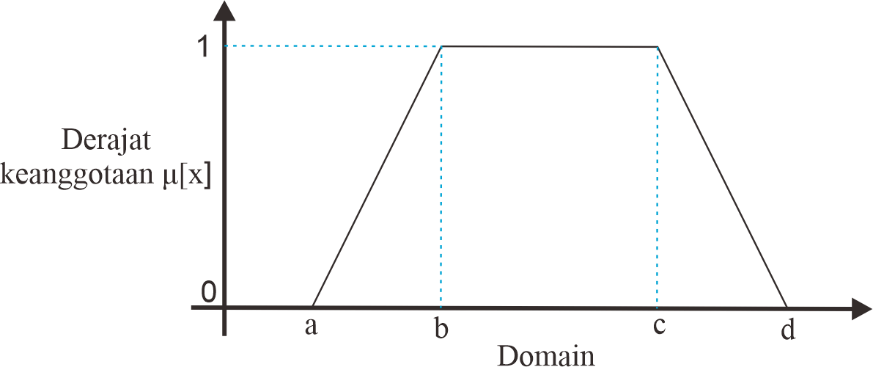 1
Derajat
keanggotaan μ[x]
0
a b c d
Domain